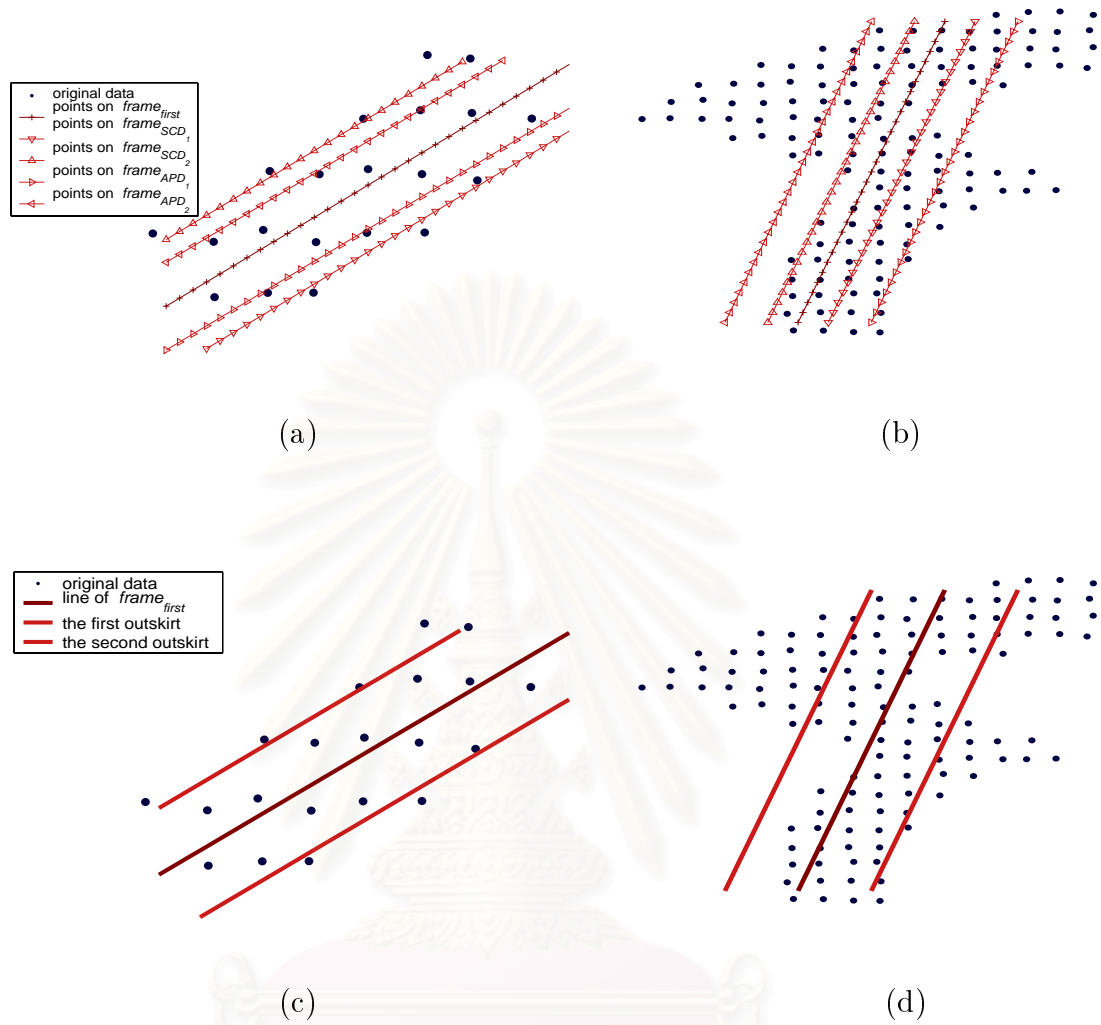 original data
points on frame_first
points on frame_SCD_1
points on frame_SCD_2
points on frame_APD_1
points on frame_APD_2
(a)
(b)
original data
line of frame_first
the first outskirt
the second outskirt
(c)
(d)